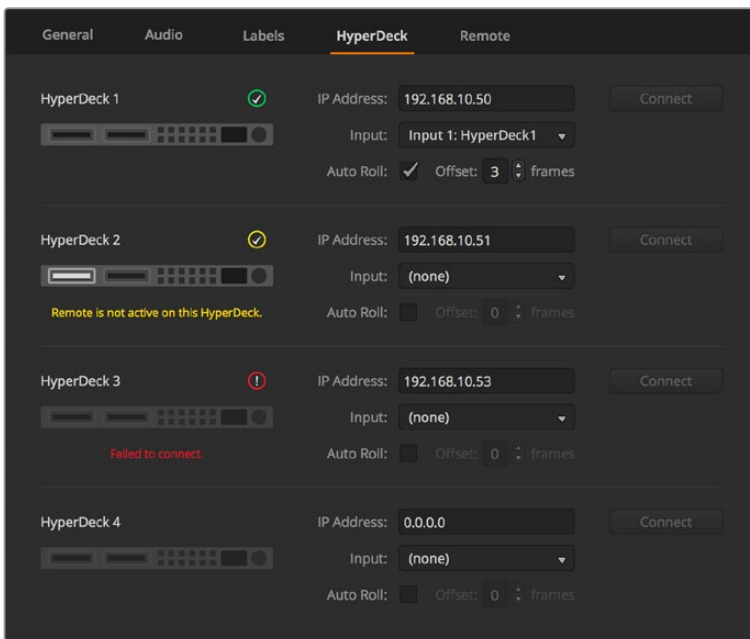 General Audio Labels HyperDeck Remote
HyperDeck 1
IP Address: 192.168.10.50 Connect
Input: Input 1: HyperDeck1
Auto Roll: Offset: 3 frames
HyperDeck 2
IP Address: 192.168.10.51 Connect
Input: (none)
Remote is not active on this HyperDeck.
Auto Roll: Offset: 0 frames
HyperDeck 3
IP Address: 192.168.10.53 Connect
Input: (none)
Failed to connect.
Auto Roll: Offset: 0 frames
HyperDeck 4
IP Address: 0.0.0.0 Connect
Input: (none)
Auto Roll: Offset: 0 frames